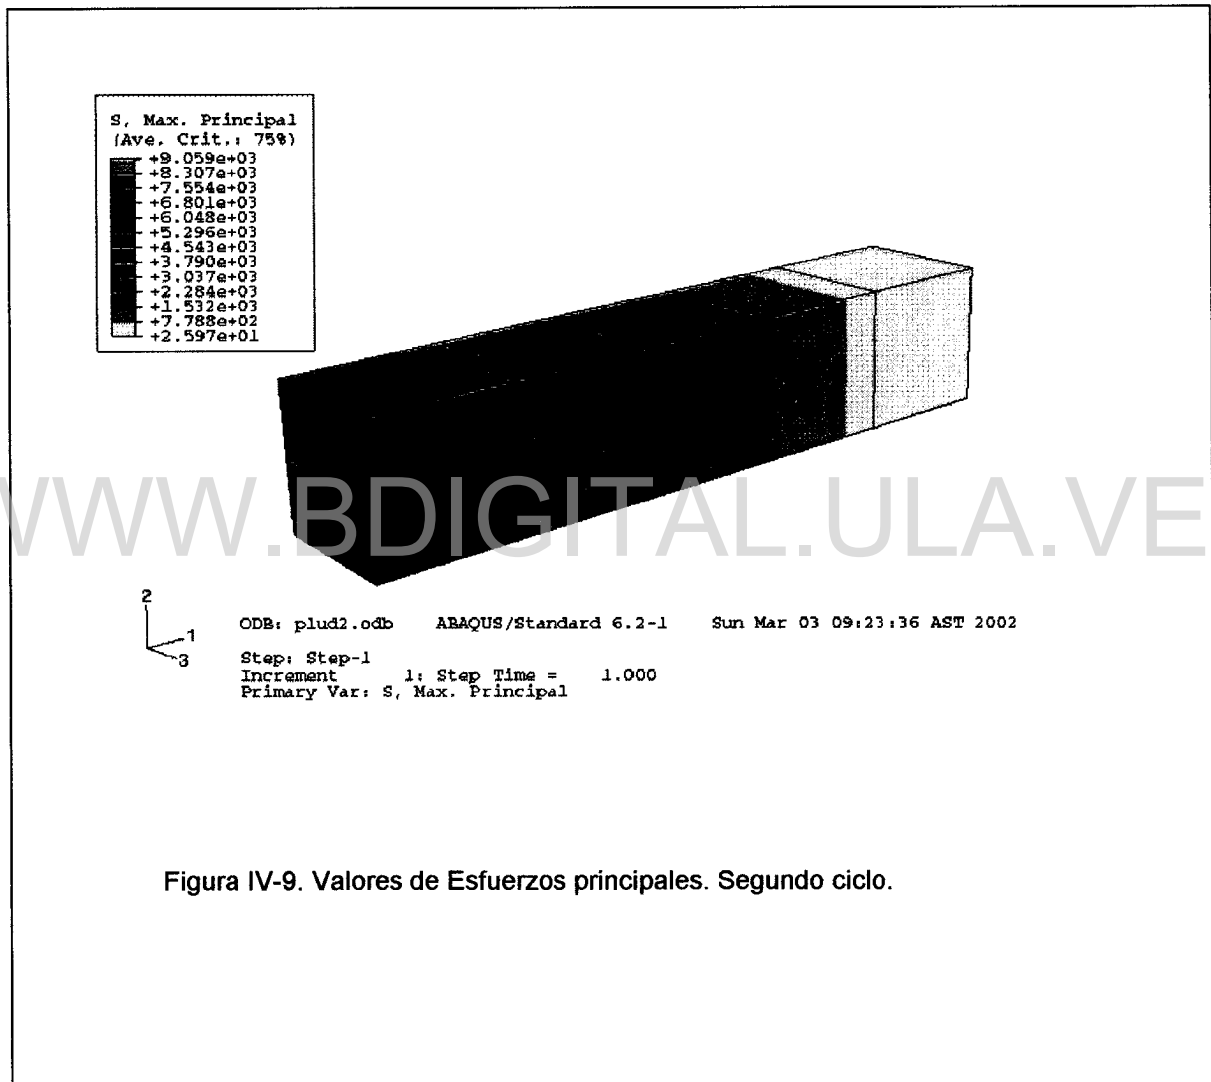 S, Max. Principal
(Ave. Crit.: 75%)
+9.059e+03
+8.307e+03
+7.554e+03
+6.801e+03
+6.048e+03
+5.296e+03
+4.543e+03
+3.790e+03
+3.037e+03
+2.284e+03
+1.532e+03
+7.788e+02
+2.597e+01
WWW.BDIGITAL.ULA.VE
2
1
3
ODB: plud2.odb ABAQUS/Standard 6.2-1 Sun Mar 03 09:23:36 AST 2002
Step: Step-1
Increment 1: Step Time = 1.000
Primary Var: S, Max. Principal
Figura IV-9. Valores de Esfuerzos principales. Segundo ciclo.